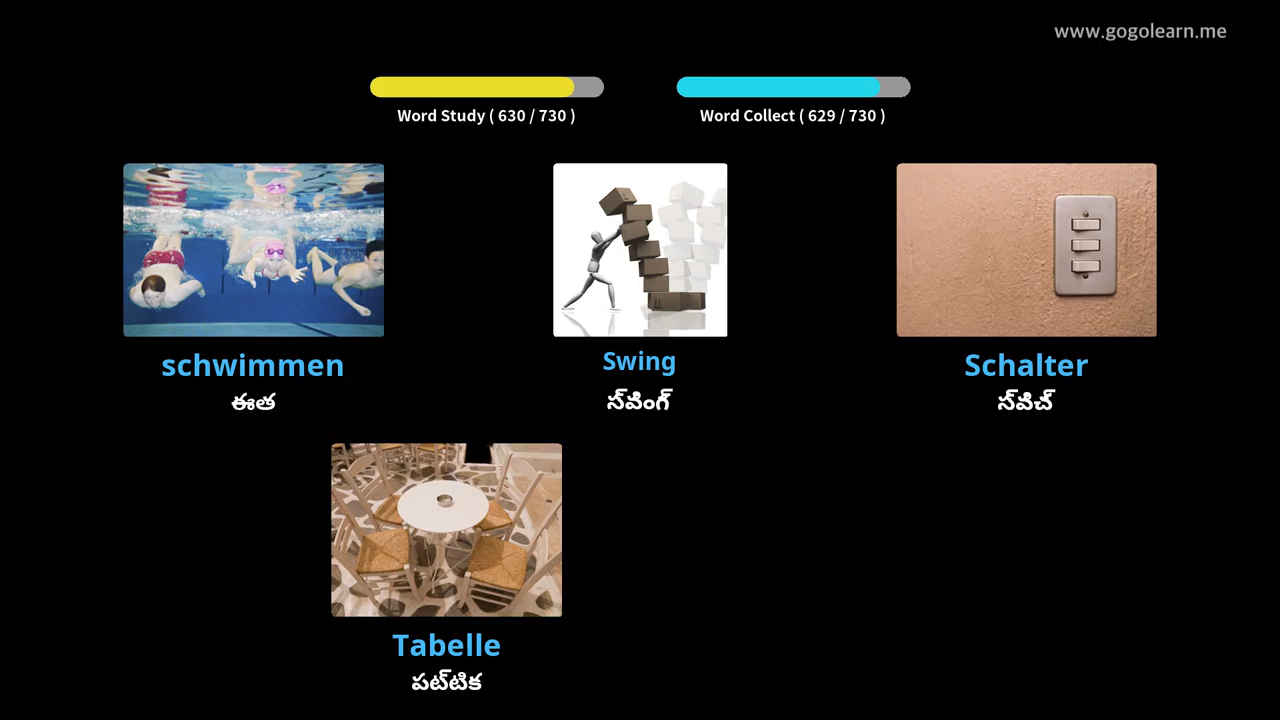 www.gogolearn.me
Word Study ( 630 / 730 )
Word Collect ( 629 / 730 )
schwimmen
ఈత
Swing
స్వింగ్
Schalter
స్విచ్
Tabelle
పట్టిక